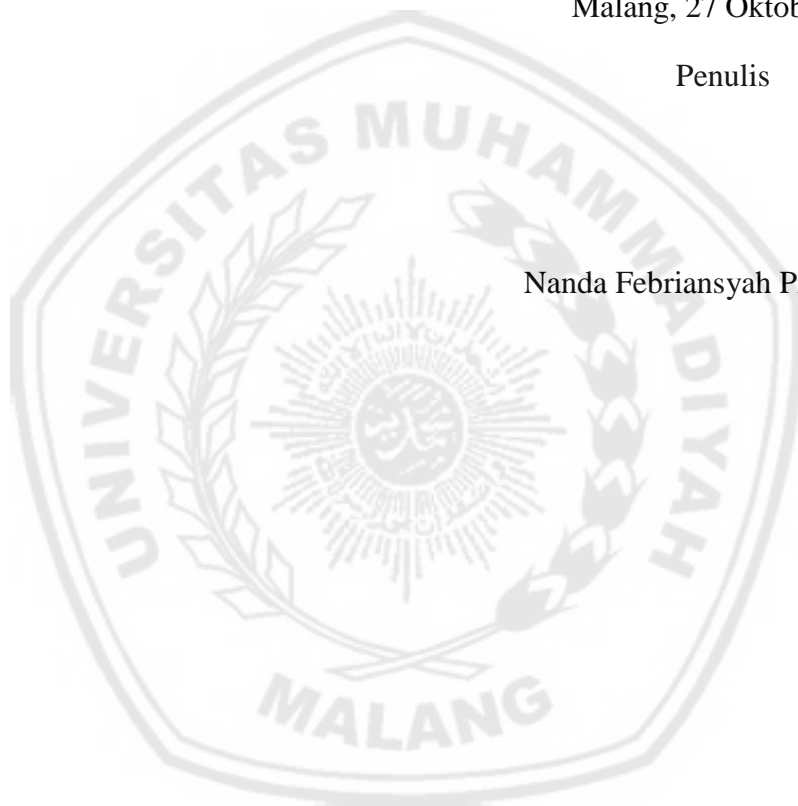 Malang, 27 Oktob
Penulis
Nanda Febriansyah P.
UNIVERSITAS MUHAMMADIYAH
MALANG